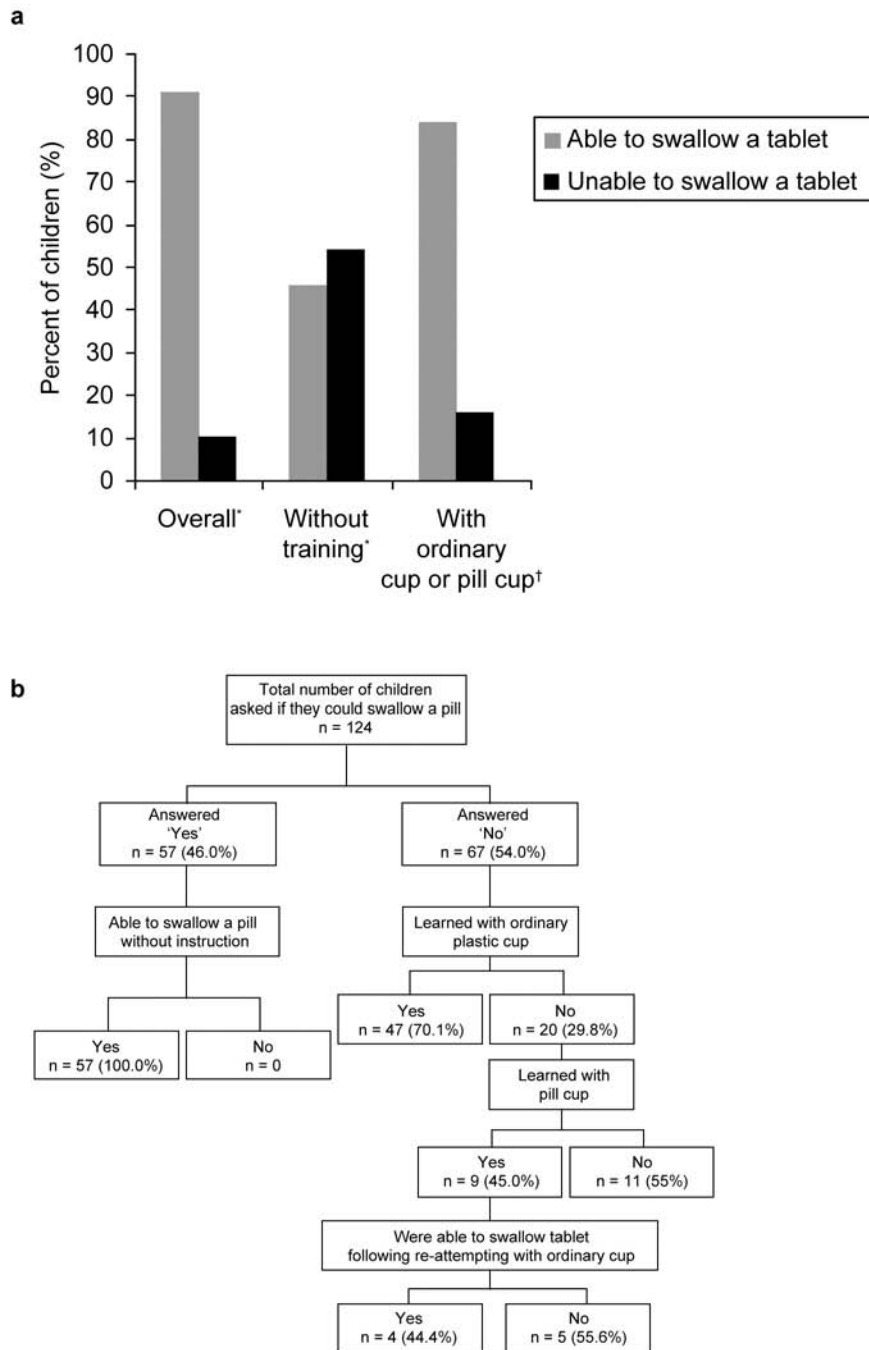 a
100
90
80
70
60
50
40
30
20
10
0
Percent of children (%)
Able to swallow a tablet
Unable to swallow a tablet
Overall*
Without
training*
With
ordinary
cup or pill cup†
b
Total number of children
asked if they could swallow a pill
n = 124
Answered
'Yes'
n = 57 (46.0%)
Answered
'No'
n = 67 (54.0%)
Able to swallow a pill
without instruction
Learned with ordinary
plastic cup
Yes
n = 57 (100.0%)
No
n = 0
Yes
n = 47 (70.1%)
No
n = 20 (29.8%)
Learned with
pill cup
Yes
n = 9 (45.0%)
No
n = 11 (55%)
Were able to swallow tablet
following re-attempting with ordinary cup
Yes
n = 4 (44.4%)
No
n = 5 (55.6%)